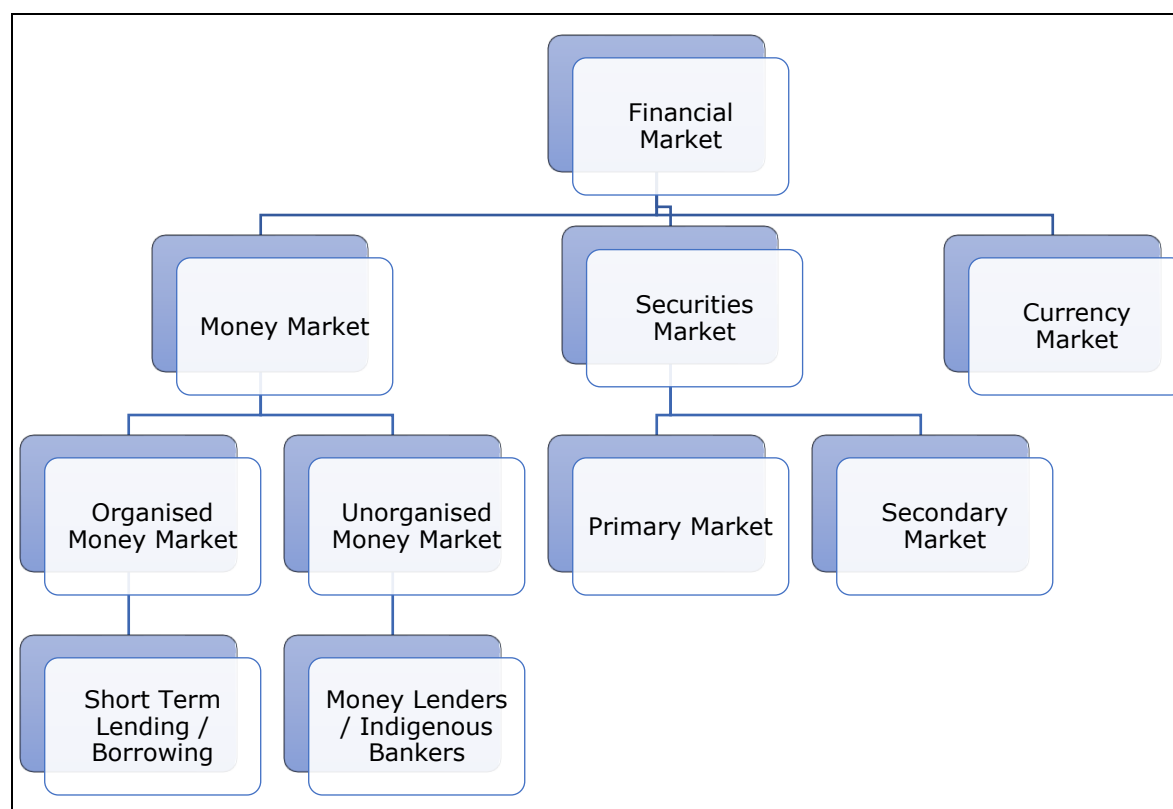 Financial
Market
Money Market
Securities
Market
Currency
Market
Organised
Money Market
Unorganised
Money Market
Primary Market
Secondary
Market
Short Term
Lending /
Borrowing
Money Lenders
/ Indigenous
Bankers